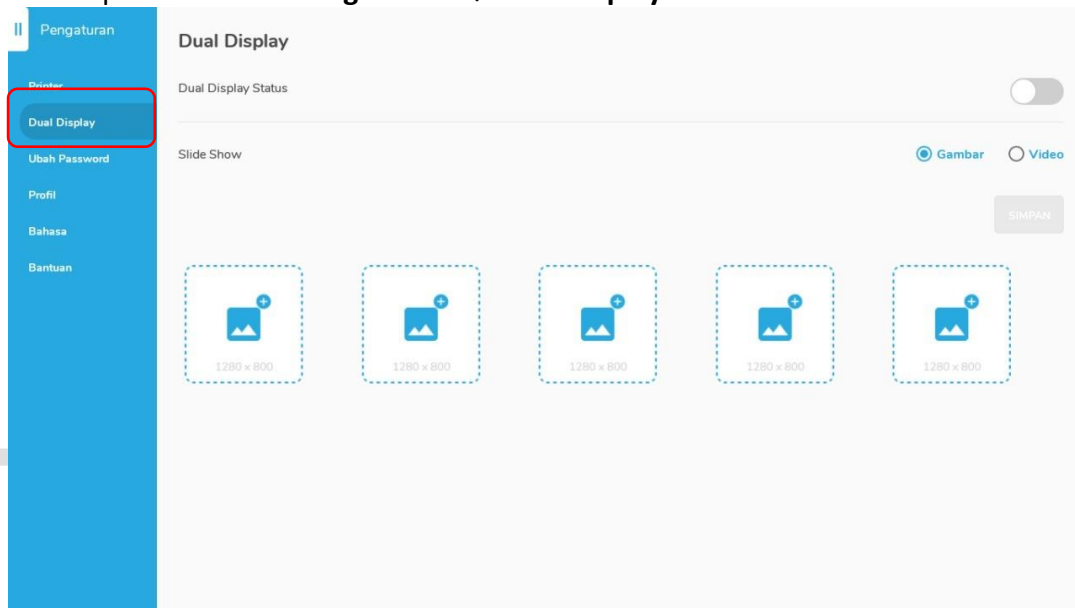 Pengaturan
Printer
Dual Display
Ubah Password
Profil
Bahasa
Bantuan
Dual Display
Dual Display Status
Slide Show
Gambar
Video
SIMPAN
1280 x 800
1280 x 800
1280 x 800
1280 x 800
1280 x 800